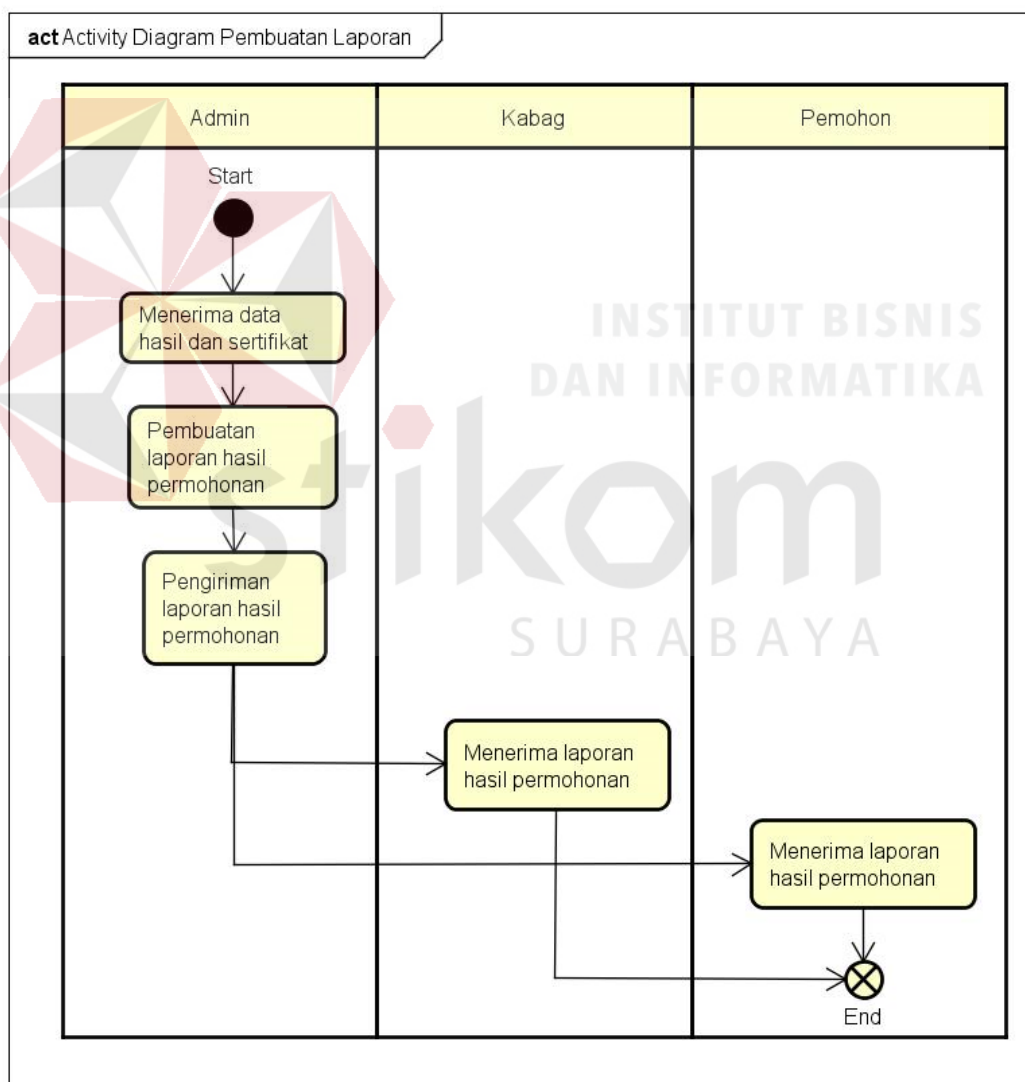 act Activity Diagram Pembuatan Laporan
Admin
Kabag
Pemohon
Start
Menerima data
hasil dan sertifikat
Pembuatan
laporan hasil
permohonan
Pengiriman
laporan hasil
permohonan
Menerima laporan
hasil permohonan
Menerima laporan
hasil permohonan
End
INSTITUT BISNIS
DAN INFORMATIKA
stikom
SURABAYA